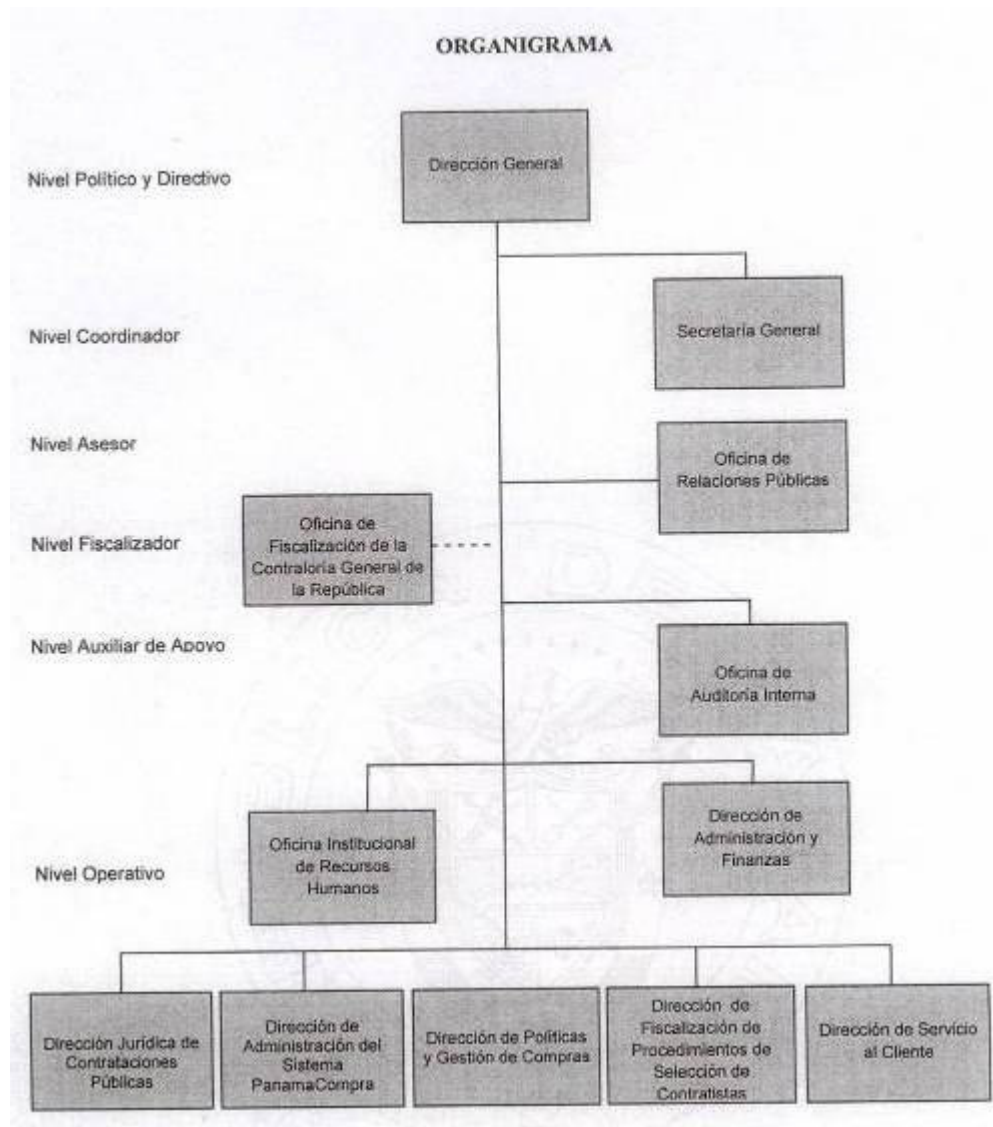 ORGANIGRAMA
Dirección General
Nivel Político y Directivo
Secretaría General
Nivel Coordinador
Nivel Asesor
Oficina de
Relaciones Públicas
Nivel Fiscalizador
Oficina de
Fiscalización de la
Contraloría General de
la República
Nivel Auxiliar de Apoyo
Oficina de
Auditoría Interna
Oficina Institucional
de Recursos
Humanos
Dirección de
Administración y
Finanzas
Nivel Operativo
Dirección Jurídica de
Contrataciones
Públicas
Dirección de
Administración del
Sistema
PanamaCompra
Dirección de Políticas
y Gestión de Compras
Dirección de
Fiscalización de
Procedimientos de
Selección de
Contratistas
Dirección de Servicio
al Cliente